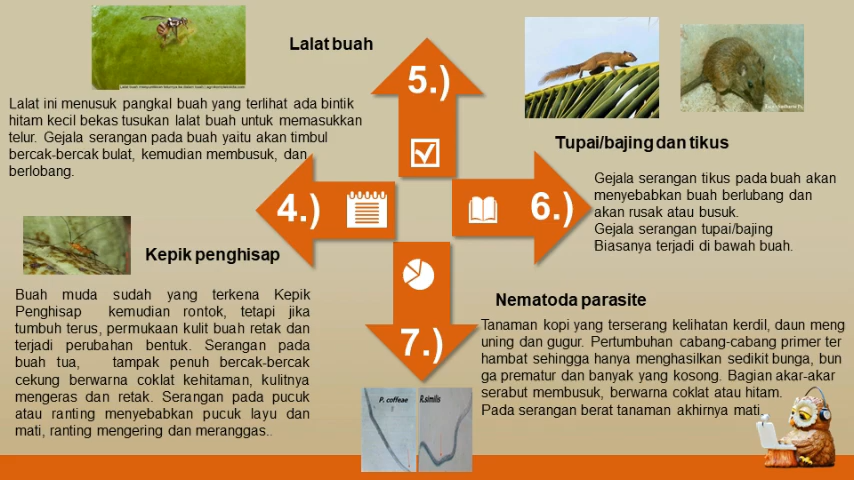 Lalat buah
5.)
Lalat ini menusuk pangkal buah yang terlihat ada bintik
hitam kecil bekas tusukan lalat buah untuk memasukkan
telur. Gejala serangan pada buah yaitu akan timbul
bercak-bercak bulat, kemudian membusuk, dan
berlobang.
Tupai/bajing dan tikus
6.)
Gejala serangan tikus pada buah akan
menyebabkan buah berlubang dan
akan rusak atau busuk.
Gejala serangan tupai/bajing
Biasanya terjadi di bawah buah.
4.)
Kepik penghisap
Buah muda sudah yang terkena Kepik
Penghisap kemudian rontok, tetapi jika
tumbuh terus, permukaan kulit buah retak dan
terjadi perubahan bentuk. Serangan pada
buah tua, tampak penuh bercak-bercak
cekung berwarna coklat kehitaman, kulitnya
mengeras dan retak. Serangan pada pucuk
atau ranting menyebabkan pucuk layu dan
mati, ranting mengering dan meranggas..
7.)
Nematoda parasite
Tanaman kopi yang terserang kelihatan kerdil, daun meng
uning dan gugur. Pertumbuhan cabang-cabang primer ter
hambat sehingga hanya menghasilkan sedikit bunga, bun
ga prematur dan banyak yang kosong. Bagian akar-akar
serabut membusuk, berwarna coklat atau hitam.
Pada serangan berat tanaman akhirnya mati.
P. coffeae
R.similis